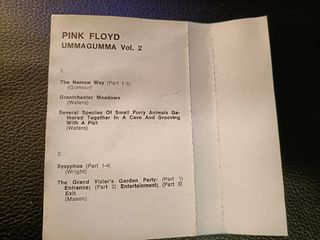 PINK FLOYD
UMMAGUMMA Vol. 2
1.
The Narrow Way (Part 1-3)
(Gilmour)
Grantchester Meadows
(Waters)
Several Species Of Small Furry Animals Ga-
thered Together In A Cave And Grooving
With A Pict
(Waters)
2.
Sysyphus (Part 1-4)
(Wright)
The Grand Vizier's Garden Party: (Part 1)
Entrance; (Part 2) Entertainment; (Part 3)
Exit
(Mason)